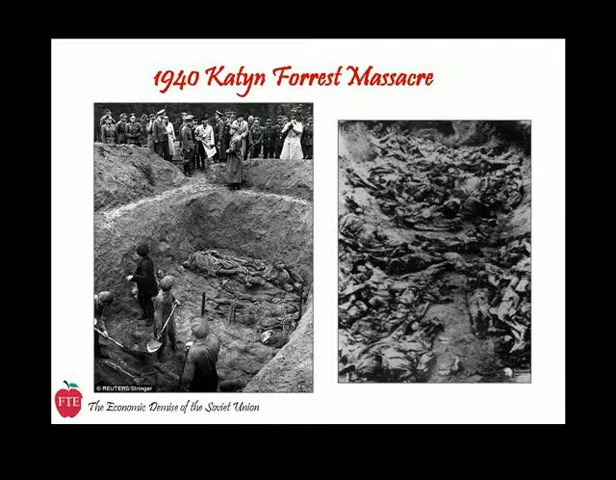 1940 Katyn Forrest Massacre
© REUTERS/Stringer
FTE
The Economic Demise of the Soviet Union